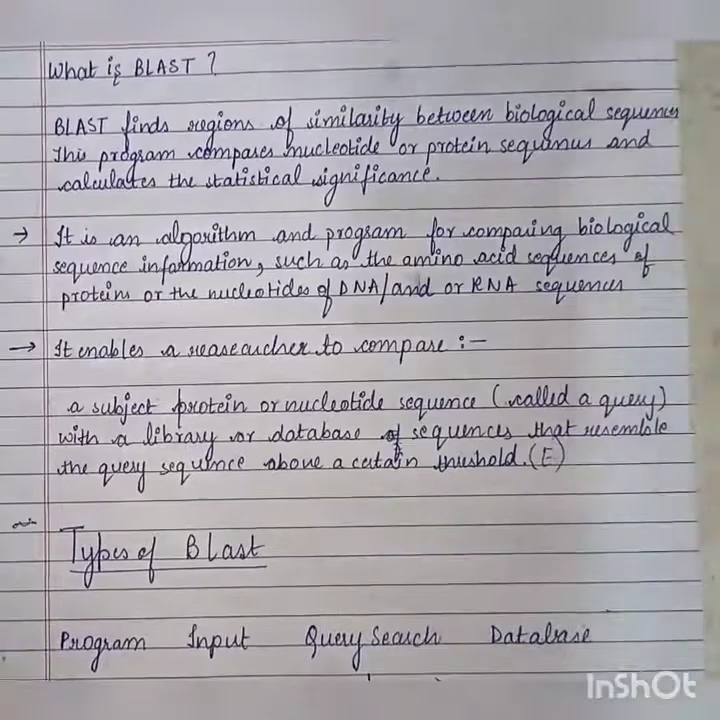 What is BLAST ?
BLAST finds regions of similarity between biological sequences
This program compares nucleotide or protein sequences and
calculates the statistical significance.
→ It is an algorithm and program for comparing biological
sequence information, such as the amino acid sequences of
proteins or the nucleotides of DNA/and or RNA sequences
→ It enables a reasearcher to compare :-
a subject protein or nucleotide sequence (called a query)
with a library or database of sequences that resemble
the query sequence above a certain threshold. (E)
Types of Blast
Program Input Query Search Database
InShOt